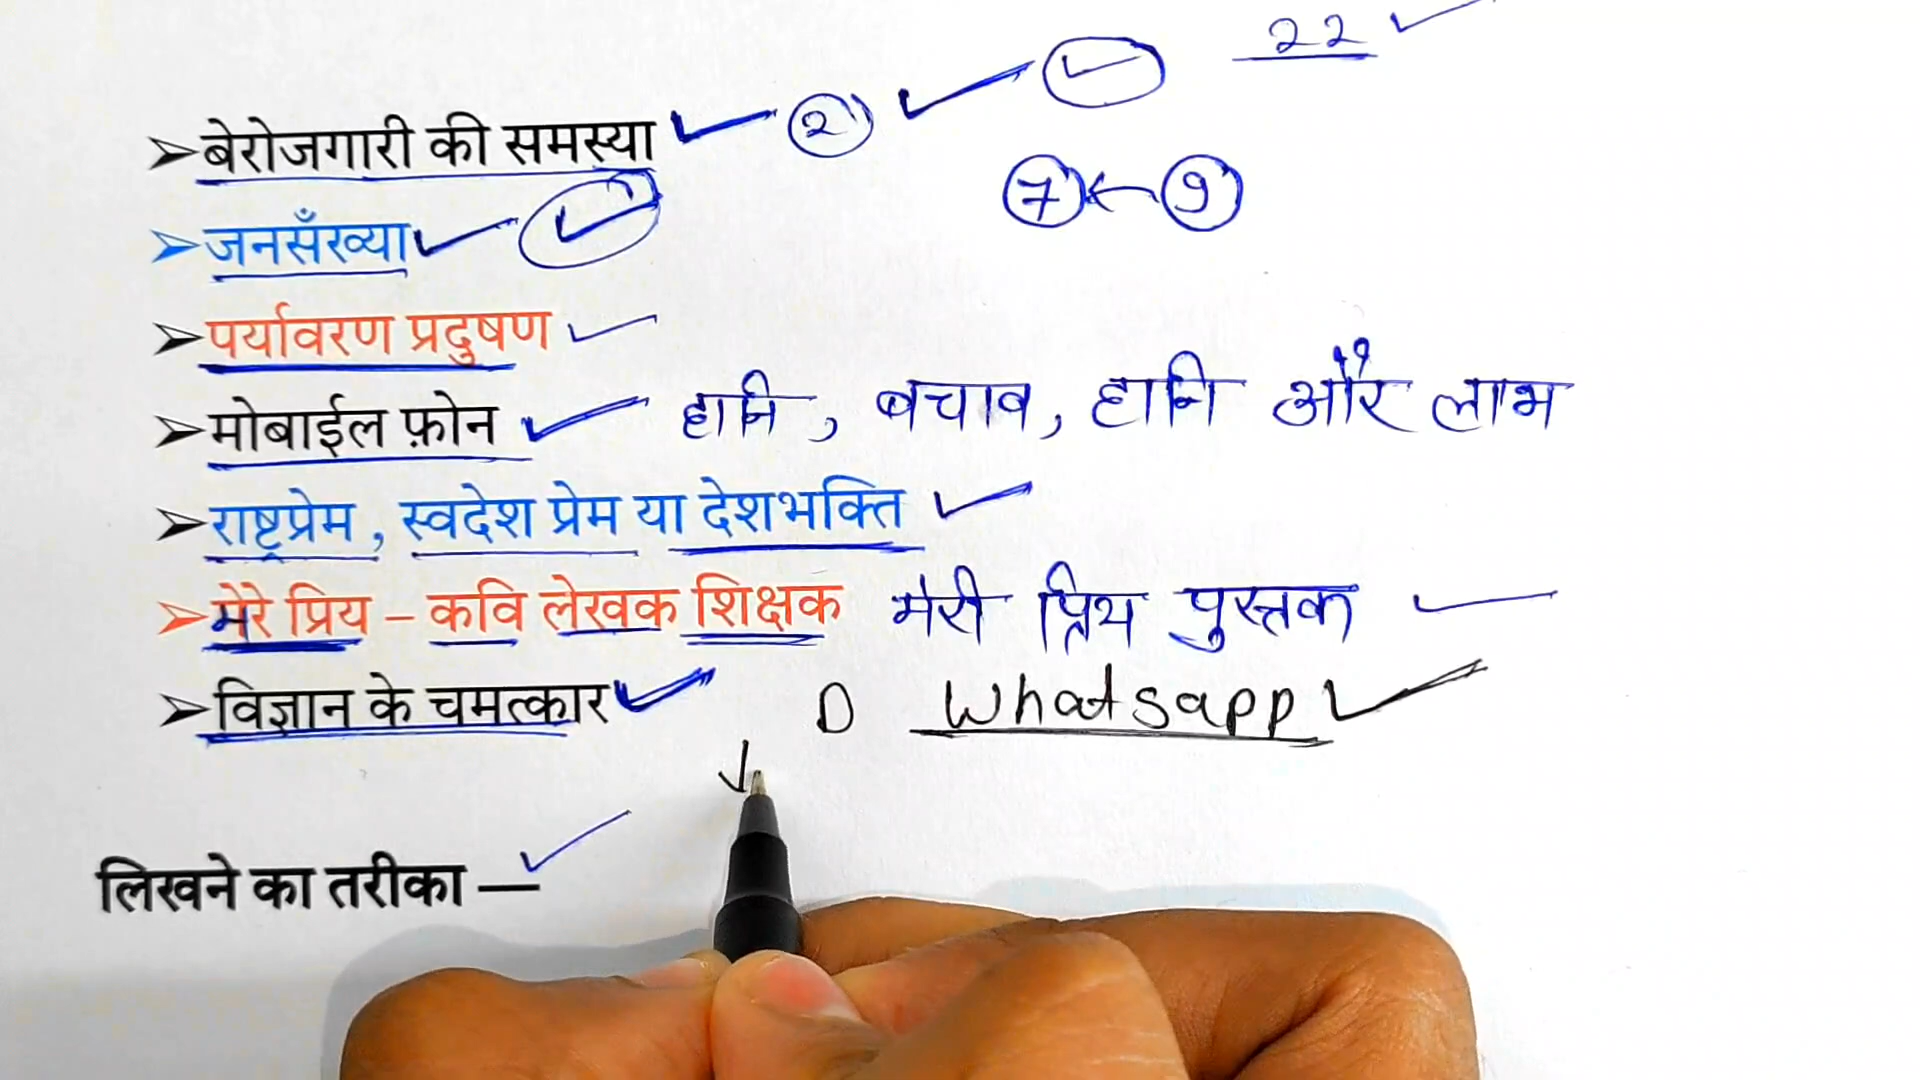 22
➢बेरोजगारी की समस्या 2
7 ← 9
➢जनसँख्या
➢पर्यावरण प्रदुषण
➢मोबाईल फ़ोन हानि, बचाव, हानि और लाभ
➢राष्ट्रप्रेम , स्वदेश प्रेम या देशभक्ति
➢मेरे प्रिय – कवि लेखक शिक्षक मेरी प्रिय पुस्तक
➢विज्ञान के चमत्कार D Whatsapp
लिखने का तरीका —